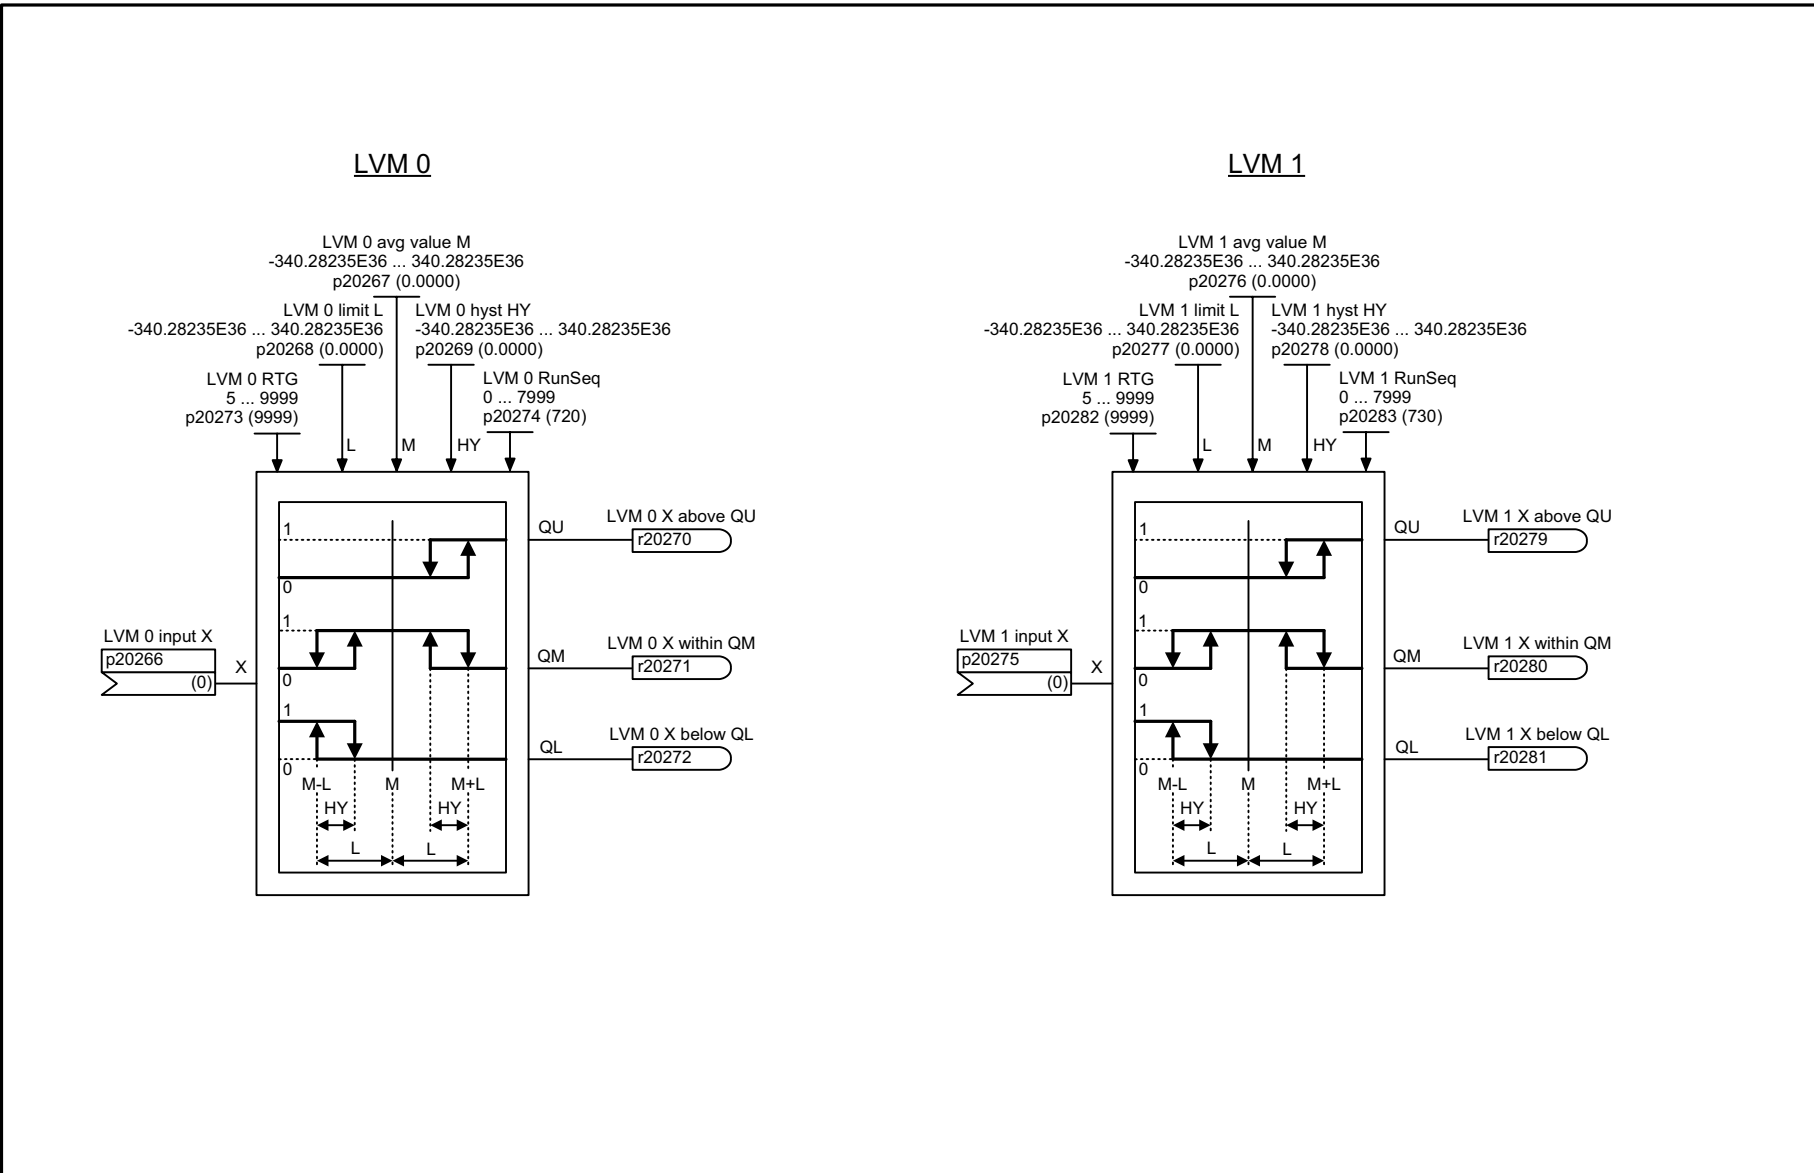 LVM 0
LVM 0 avg value M
-340.28235E36 ... 340.28235E36
p20267 (0.0000)
LVM 0 limit L
-340.28235E36 ... 340.28235E36
p20268 (0.0000)
LVM 0 hyst HY
-340.28235E36 ... 340.28235E36
p20269 (0.0000)
LVM 0 RTG
5 ... 9999
p20273 (9999)
LVM 0 RunSeq
0 ... 7999
p20274 (720)
L
M
HY
LVM 0 input X
p20266
(0)
X
1
0
1
0
1
0
M-L
M
M+L
HY
HY
L
L
QU
LVM 0 X above QU
r20270
QM
LVM 0 X within QM
r20271
QL
LVM 0 X below QL
r20272
LVM 1
LVM 1 avg value M
-340.28235E36 ... 340.28235E36
p20276 (0.0000)
LVM 1 limit L
-340.28235E36 ... 340.28235E36
p20277 (0.0000)
LVM 1 hyst HY
-340.28235E36 ... 340.28235E36
p20278 (0.0000)
LVM 1 RTG
5 ... 9999
p20282 (9999)
LVM 1 RunSeq
0 ... 7999
p20283 (730)
L
M
HY
LVM 1 input X
p20275
(0)
X
1
0
1
0
1
0
M-L
M
M+L
HY
HY
L
L
QU
LVM 1 X above QU
r20279
QM
LVM 1 X within QM
r20280
QL
LVM 1 X below QL
r20281